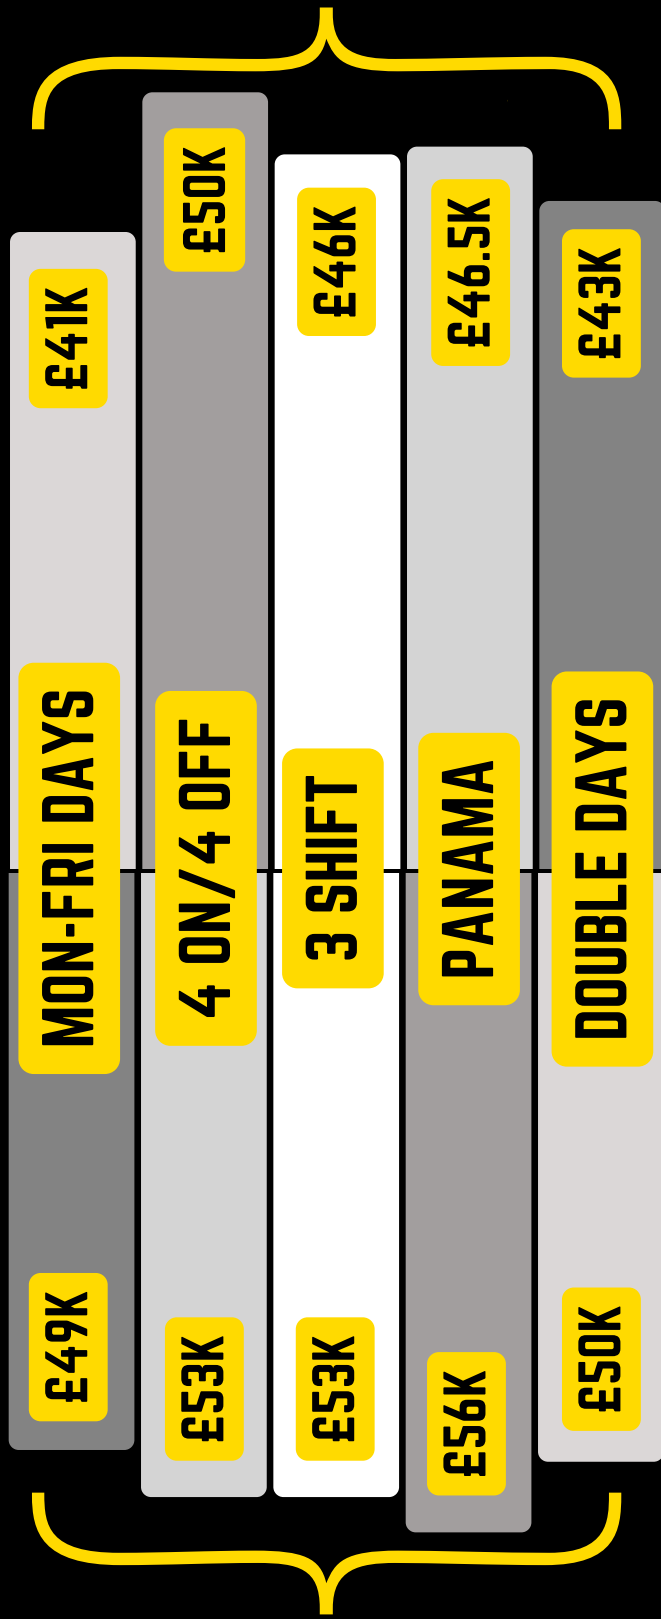 £41K
£50K
£46K
£46.5K
£43K
MON-FRI DAYS
4 ON/4 OFF
3 SHIFT
PANAMA
DOUBLE DAYS
£49K
£53K
£53K
£56K
£50K